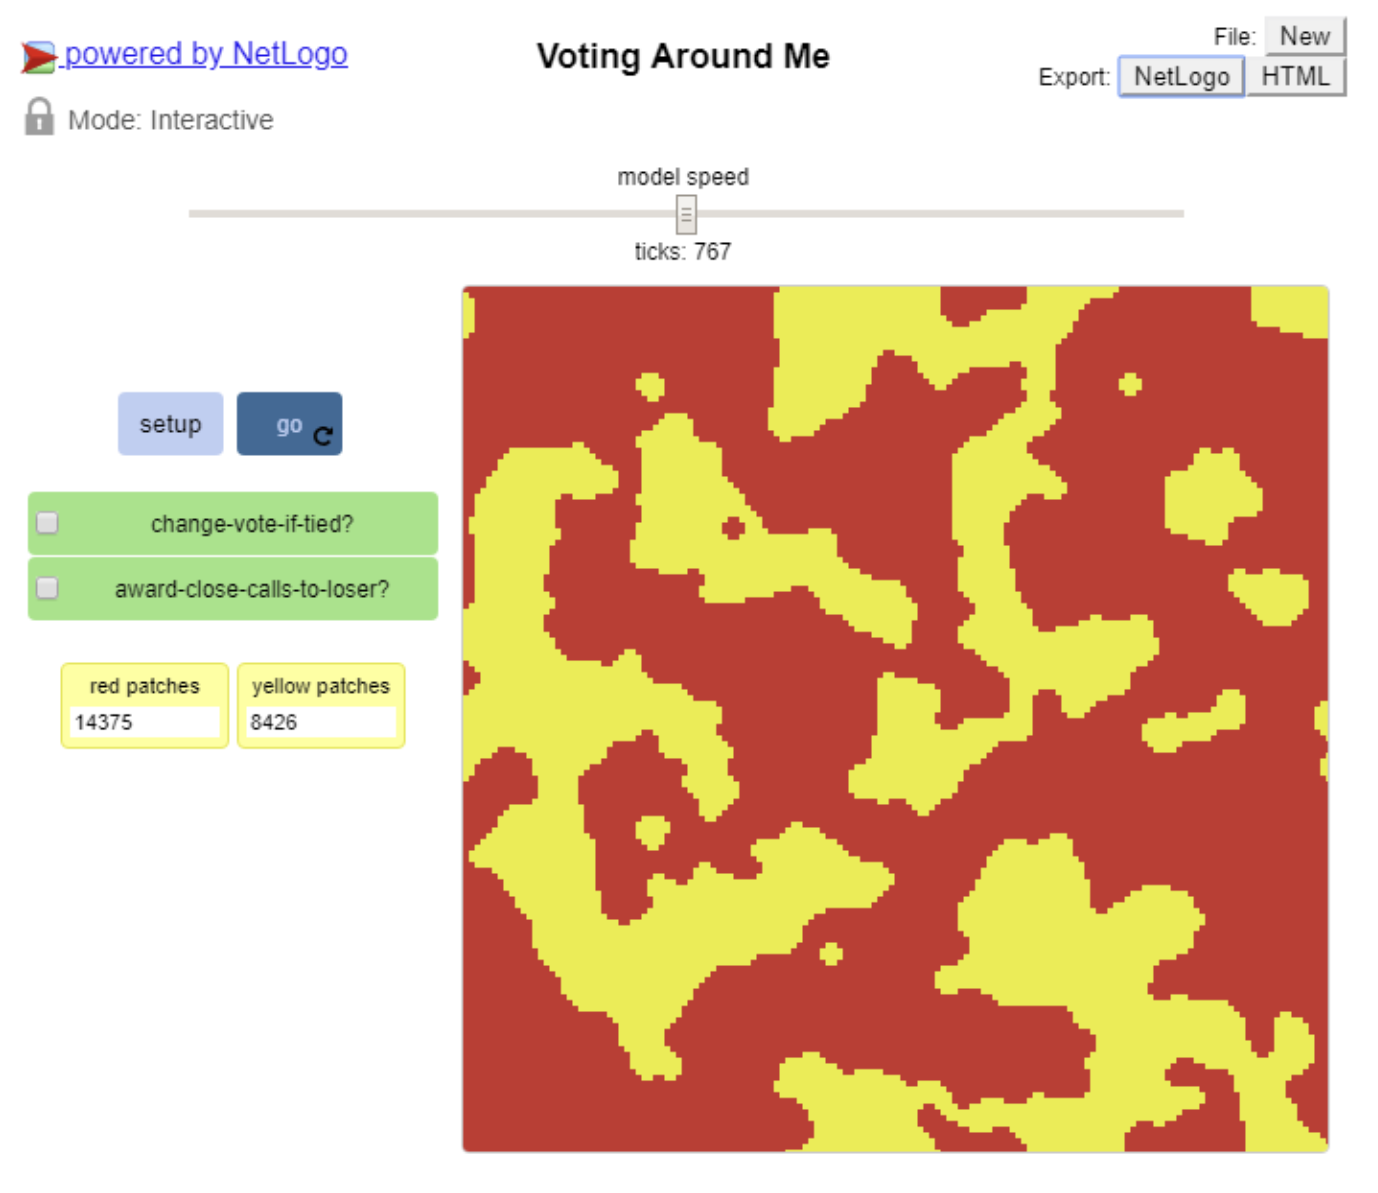 powered by NetLogo
Voting Around Me
File: New
Export: NetLogo HTML
Mode: Interactive
model speed
ticks: 767
setup
go
change-vote-if-tied?
award-close-calls-to-loser?
red patches
14375
yellow patches
8426